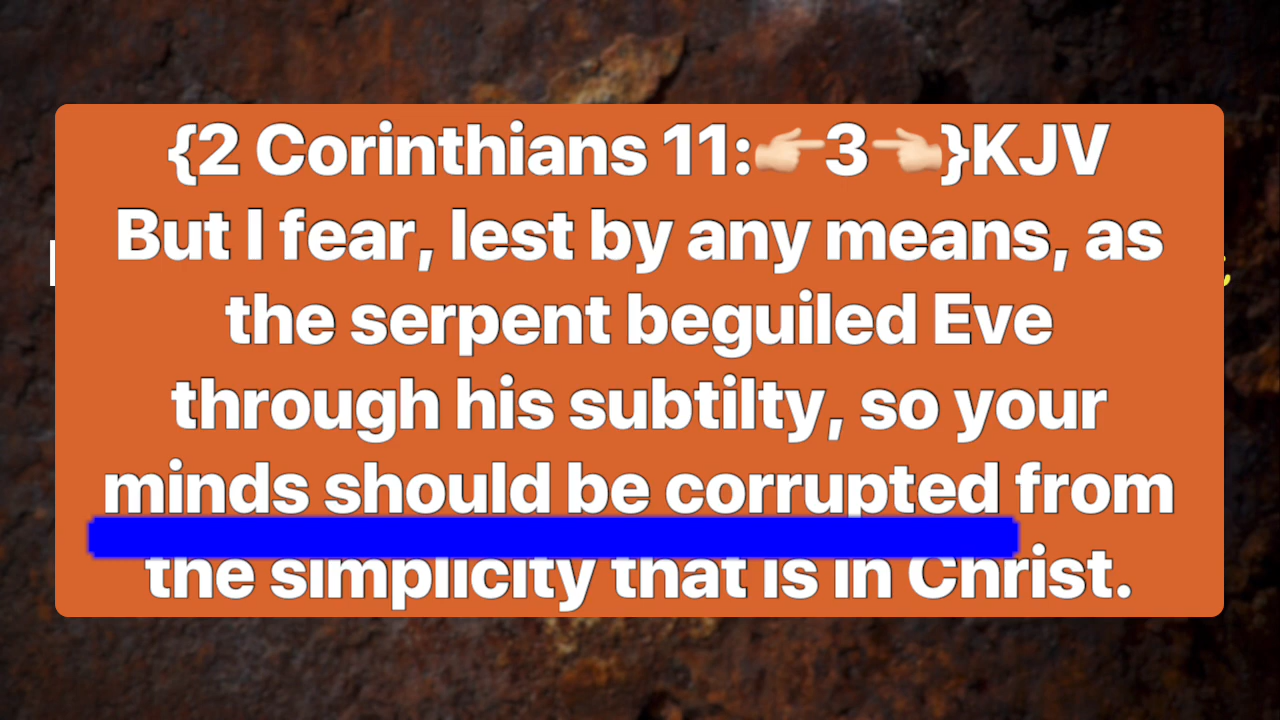 {2 Corinthians 11:👉🏻3👈🏻}KJV
But I fear, lest by any means, as
the serpent beguiled Eve
through his subtilty, so your
minds should be corrupted from
the simplicity that is in Christ.